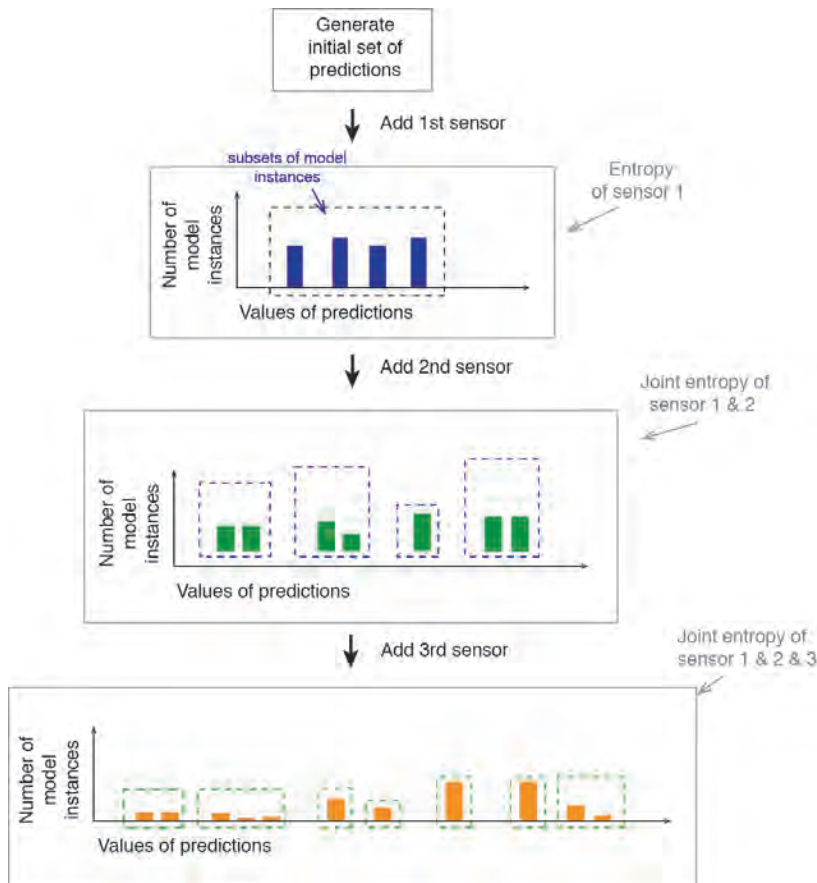 Generate
initial set of
predictions
Add 1st sensor
subsets of model
instances
Entropy
of sensor 1
Number of
model
instances
Values of predictions
Add 2nd sensor
Joint entropy of
sensor 1 & 2
Number of
model
instances
Values of predictions
Add 3rd sensor
Joint entropy of
sensor 1 & 2 & 3
Number of
model
instances
Values of predictions